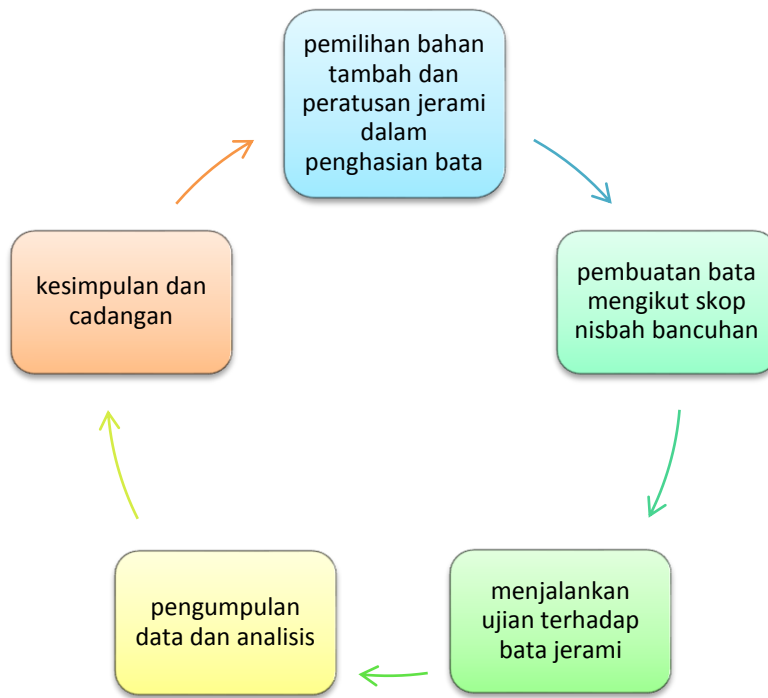 pemilihan bahan
tambah dan
peratusan jerami
dalam
penghasian bata
pembuatan bata
mengikut skop
nisbah bancuhan
menjalankan
ujian terhadap
bata jerami
pengumpulan
data dan analisis
kesimpulan dan
cadangan